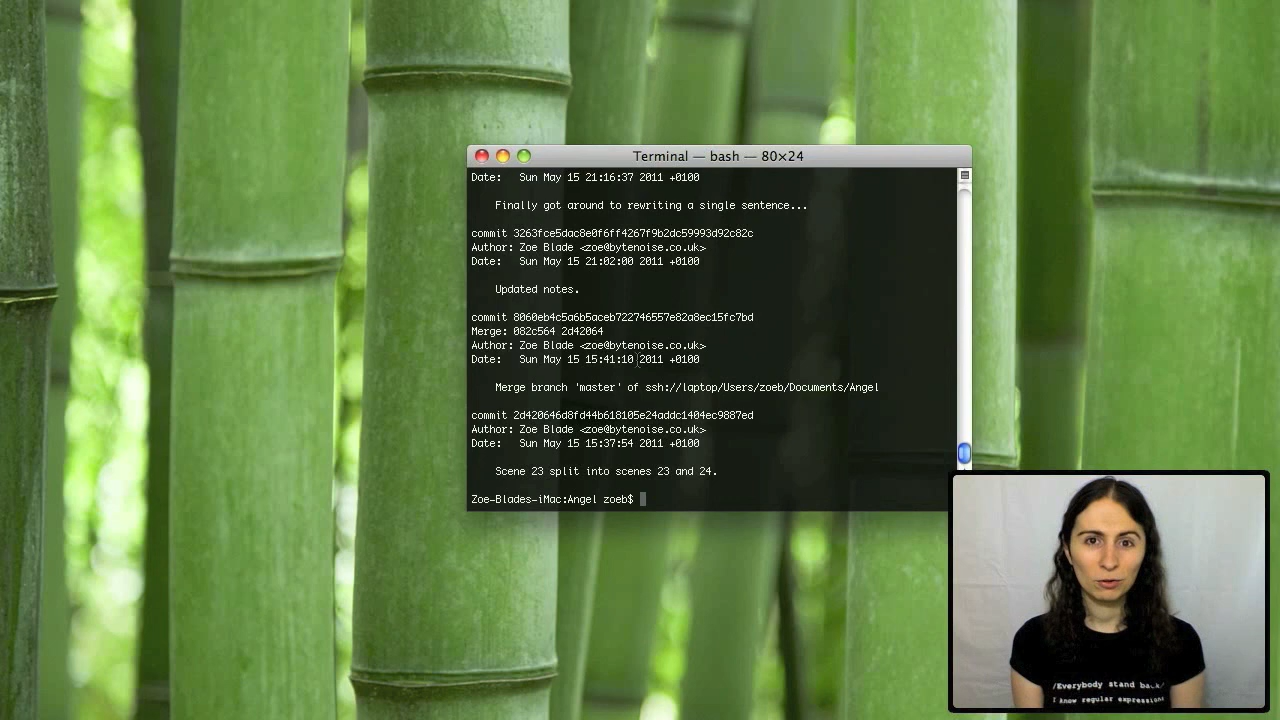 Terminal — bash — 80×24
Date:   Sun May 15 21:16:37 2011 +0100
Finally got around to rewriting a single sentence...
commit 3263fce5dac8e0f6ff4267f9b2dc59993d92c82c
Author: Zoe Blade <zoe@bytenoise.co.uk>
Date:   Sun May 15 21:02:00 2011 +0100
Updated notes.
commit 8060eb4c5a6b5aceb722746557e82a8ec15fc7bd
Merge: 082c564 2d42064
Author: Zoe Blade <zoe@bytenoise.co.uk>
Date:   Sun May 15 15:41:10 2011 +0100
Merge branch 'master' of ssh://laptop/Users/zoeb/Documents/Angel
commit 2d420646d8fd44b618105e24addc1404ec9887ed
Author: Zoe Blade <zoe@bytenoise.co.uk>
Date:   Sun May 15 15:37:54 2011 +0100
Scene 23 split into scenes 23 and 24.
Zoe-Blades-iMac:Angel zoeb$
/Everybody stand back/
I know regular expressions